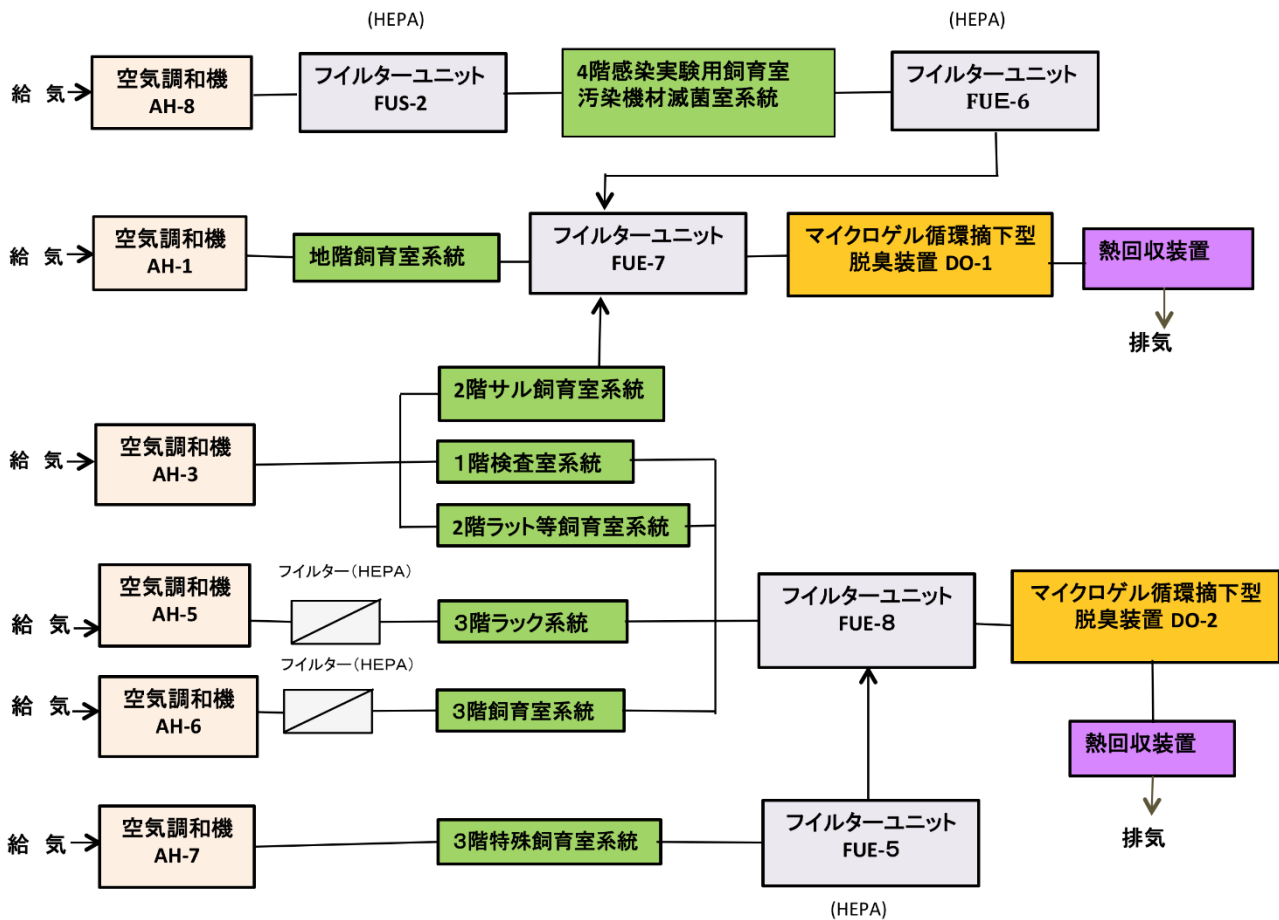 (HEPA)
(HEPA)
給 気
空気調和機
AH-8
フイルターユニット
FUS-2
4階感染実験用飼育室
汚染機材滅菌室系統
フイルターユニット
FUE-6
給 気
空気調和機
AH-1
地階飼育室系統
フイルターユニット
FUE-7
マイクロゲル循環摘下型
脱臭装置 DO-1
熱回収装置
排気
2階サル飼育室系統
給 気
空気調和機
AH-3
1階検査室系統
2階ラット等飼育室系統
給 気
空気調和機
AH-5
フイルター(HEPA)
3階ラック系統
フイルターユニット
FUE-8
マイクロゲル循環摘下型
脱臭装置 DO-2
給 気
空気調和機
AH-6
フイルター(HEPA)
3階飼育室系統
熱回収装置
排気
給 気
空気調和機
AH-7
3階特殊飼育室系統
フイルターユニット
FUE-5
(HEPA)